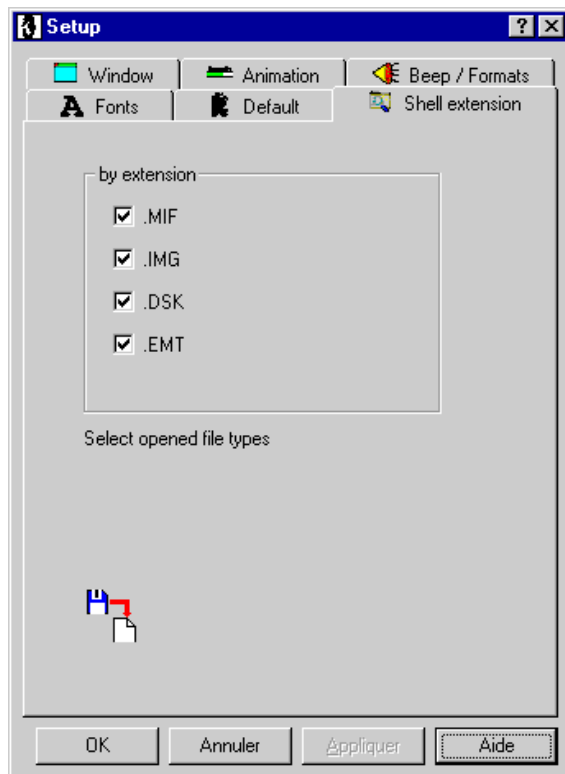 Setup
Window
Animation
Beep / Formats
Fonts
Default
Shell extension
by extension
.MIF
.IMG
.DSK
.EMT
Select opened file types
OK
Annuler
Appliquer
Aide